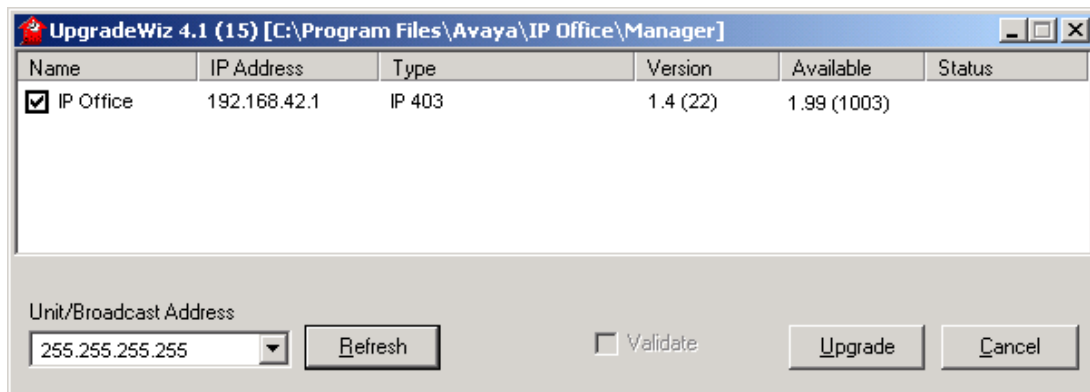 UpgradeWiz 4.1 (15) [C:\Program Files\Avaya\IP Office\Manager]
Name IP Address Type Version Available Status
IP Office 192.168.42.1 IP 403 1.4 (22) 1.99 (1003)
Unit/Broadcast Address
255.255.255.255 Refresh Validate Upgrade Cancel